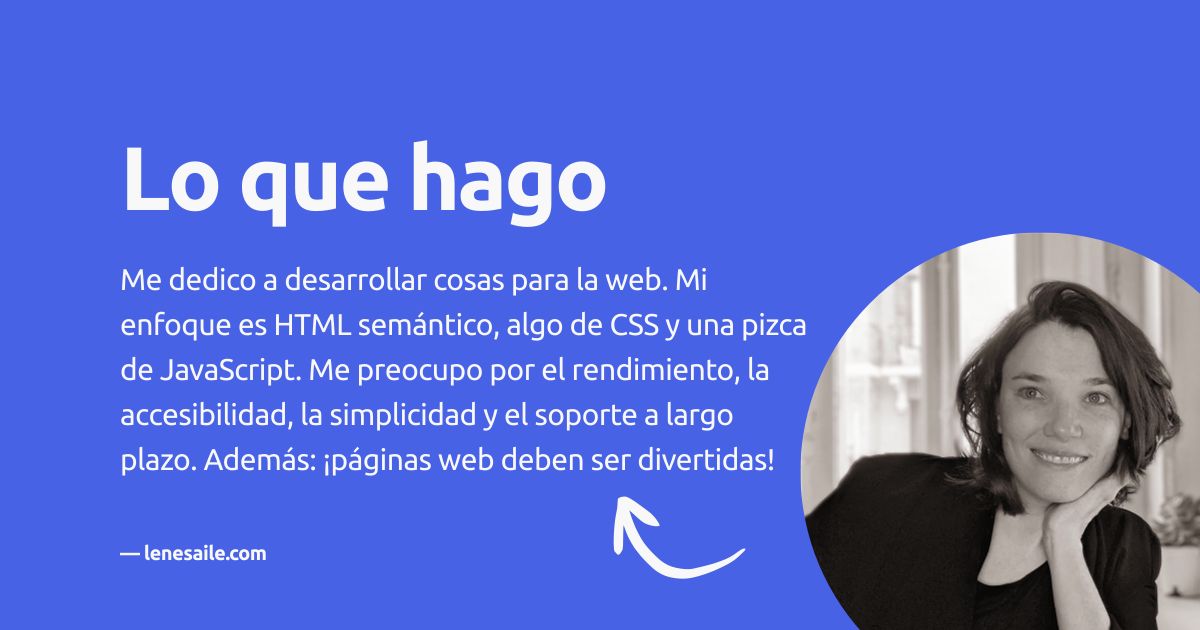 Lo que hago
Me dedico a desarrollar cosas para la web. Mi
enfoque es HTML semántico, algo de CSS y una pizca
de JavaScript. Me preocupo por el rendimiento, la
accesibilidad, la simplicidad y el soporte a largo
plazo. Además: ¡páginas web deben ser divertidas!
— lenesaile.com